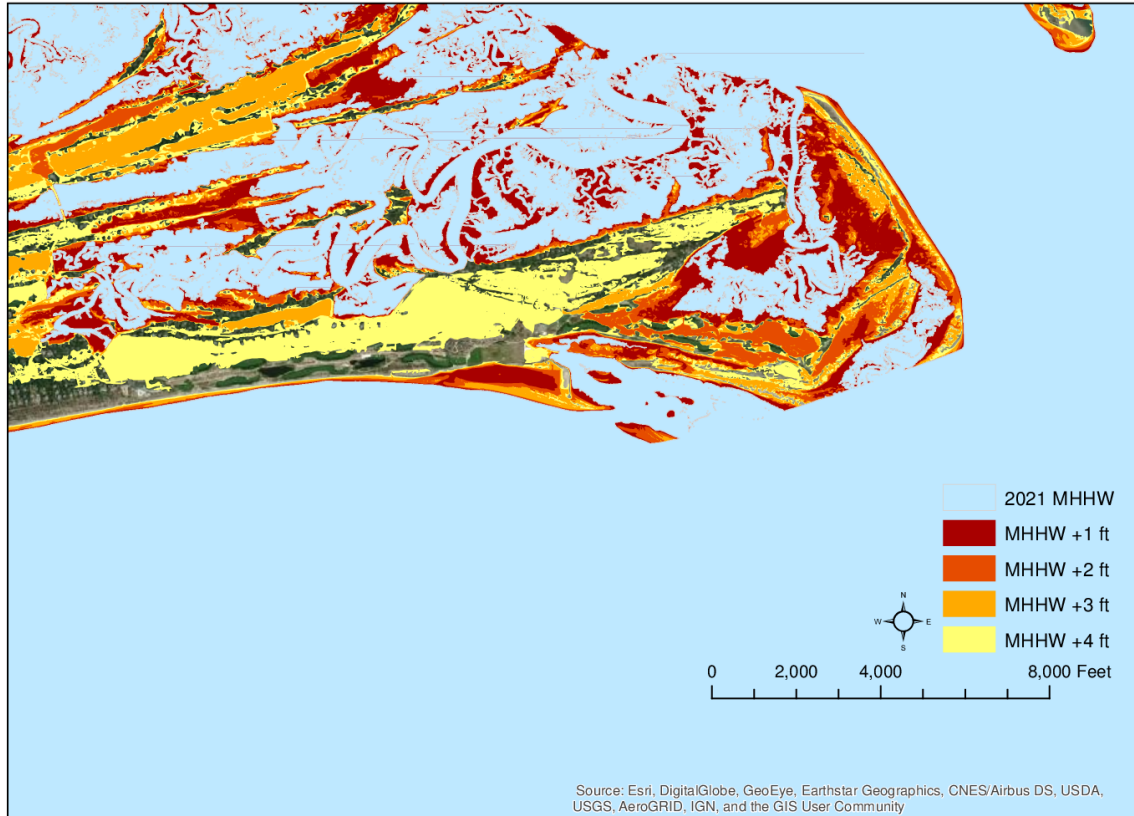 2021 MHHW
MHHW +1 ft
MHHW +2 ft
MHHW +3 ft
MHHW +4 ft
N
W E
S
0 2,000 4,000 8,000 Feet
Source: Esri, DigitalGlobe, GeoEye, Earthstar Geographics, CNES/Airbus DS, USDA,
USGS, AeroGRID, IGN, and the GIS User Community